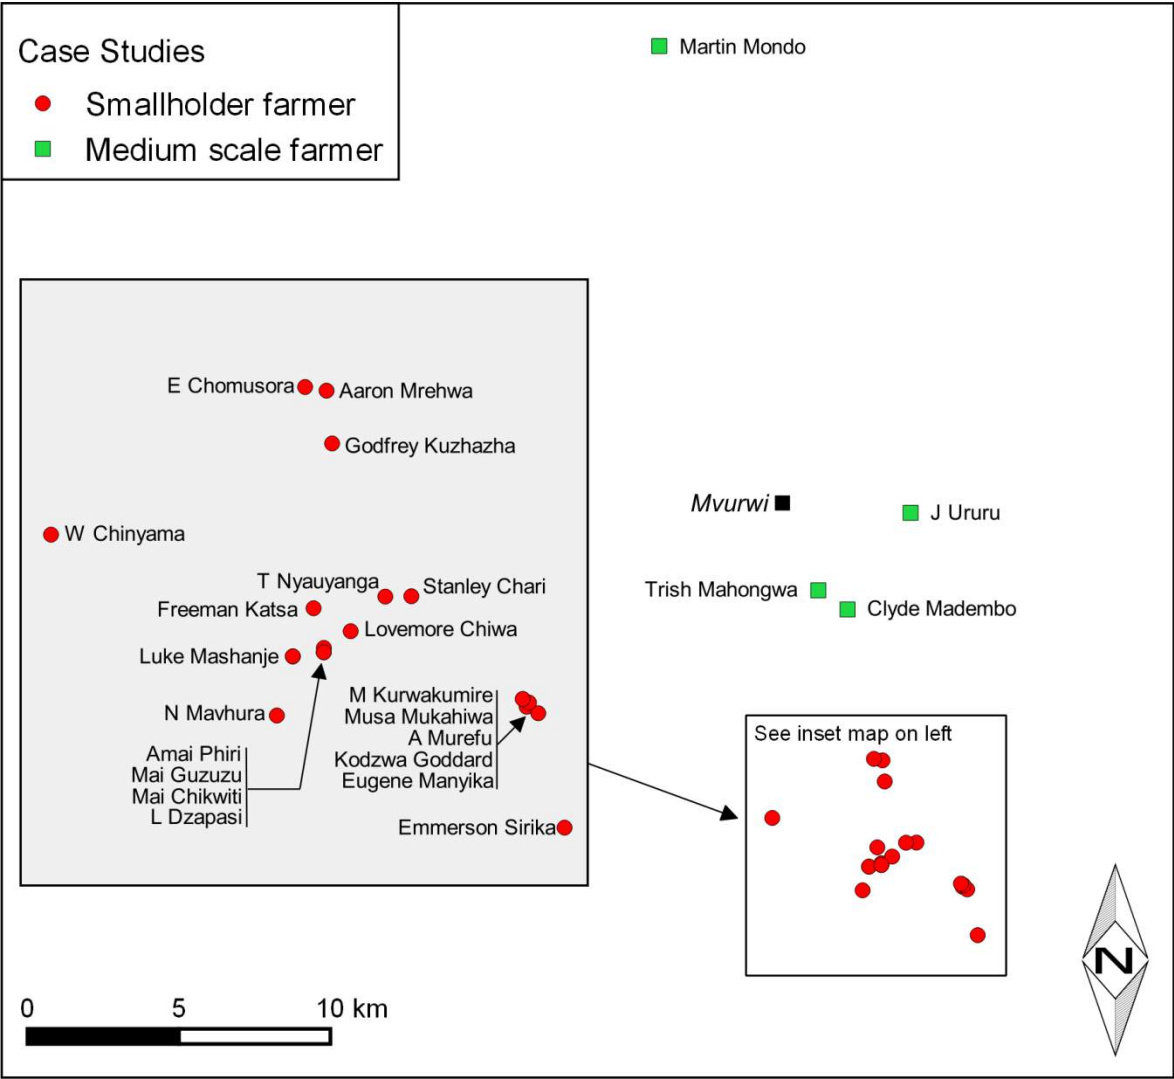 Case Studies
Smallholder farmer
Medium scale farmer
Martin Mondo
E Chomusora
Aaron Mrehwa
Godfrey Kuzhazha
W Chinyama
T Nyauyanga
Stanley Chari
Freeman Katsa
Lovemore Chiwa
Luke Mashanje
N Mavhura
M Kurwakumire
Musa Mukahiwa
A Murefu
Kodzwa Goddard
Eugene Manyika
Amai Phiri
Mai Guzuzu
Mai Chikwiti
L Dzapasi
Emmerson Sirika
Mvurwi
J Ururu
Trish Mahongwa
Clyde Madembo
See inset map on left
0 5 10 km
N